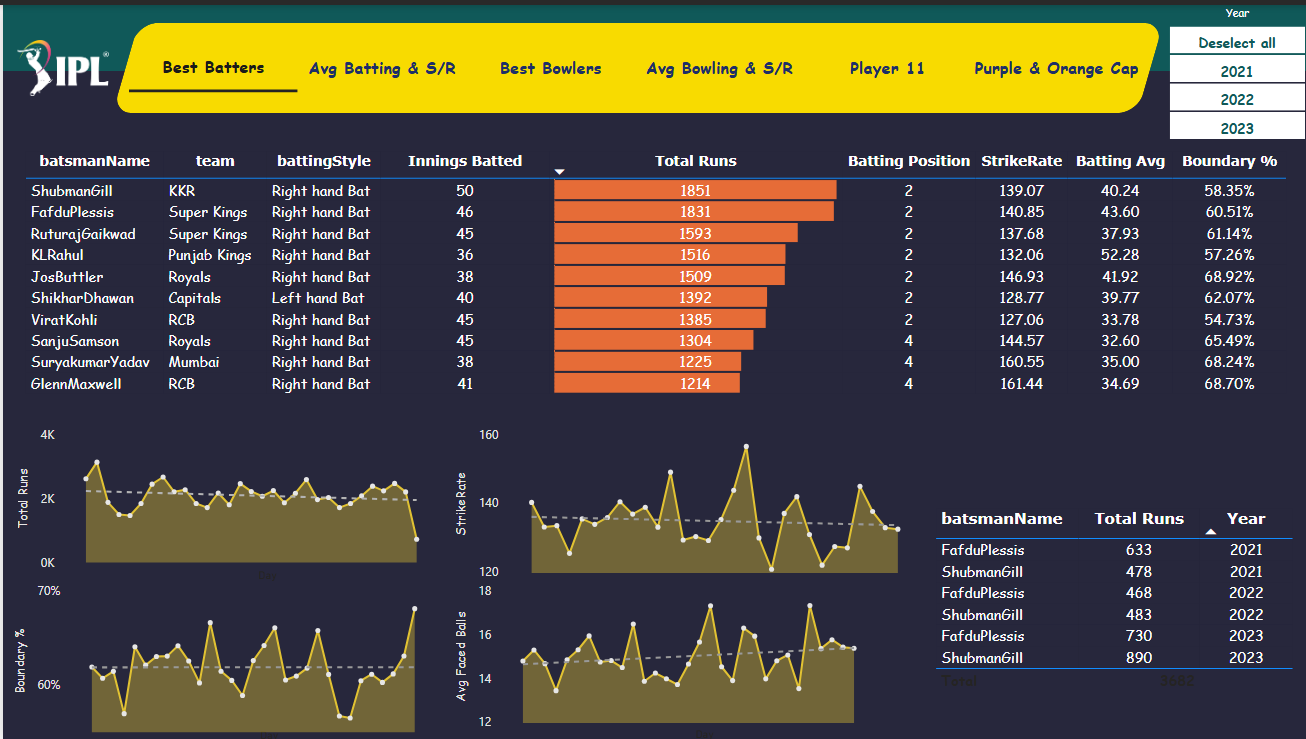 Year
Deselect all
2021
2022
2023
IPL
Best Batters Avg Batting & S/R Best Bowlers Avg Bowling & S/R Player 11 Purple & Orange Cap
batsmanName team battingStyle Innings Batted Total Runs Batting Position StrikeRate Batting Avg Boundary %
ShubmanGill KKR Right hand Bat 50 1851 2 139.07 40.24 58.35%
FafduPlessis Super Kings Right hand Bat 46 1831 2 140.85 43.60 60.51%
RuturajGaikwad Super Kings Right hand Bat 45 1593 2 137.68 37.93 61.14%
KLRahul Punjab Kings Right hand Bat 36 1516 2 132.06 52.28 57.26%
JosButtler Royals Right hand Bat 38 1509 2 146.93 41.92 68.92%
ShikharDhawan Capitals Left hand Bat 40 1392 2 128.77 39.77 62.07%
ViratKohli RCB Right hand Bat 45 1385 2 127.06 33.78 54.73%
SanjuSamson Royals Right hand Bat 45 1304 4 144.57 32.60 65.49%
SuryakumarYadav Mumbai Right hand Bat 38 1225 4 160.55 35.00 68.24%
GlennMaxwell RCB Right hand Bat 41 1214 4 161.44 34.69 68.70%
Total Runs
4K
2K
0K
StrikeRate
160
140
120
Boundary %
70%
60%
Avg Faced Balls
18
16
14
12
batsmanName Total Runs Year
FafduPlessis 633 2021
ShubmanGill 478 2021
FafduPlessis 468 2022
ShubmanGill 483 2022
FafduPlessis 730 2023
ShubmanGill 890 2023
Total 3682